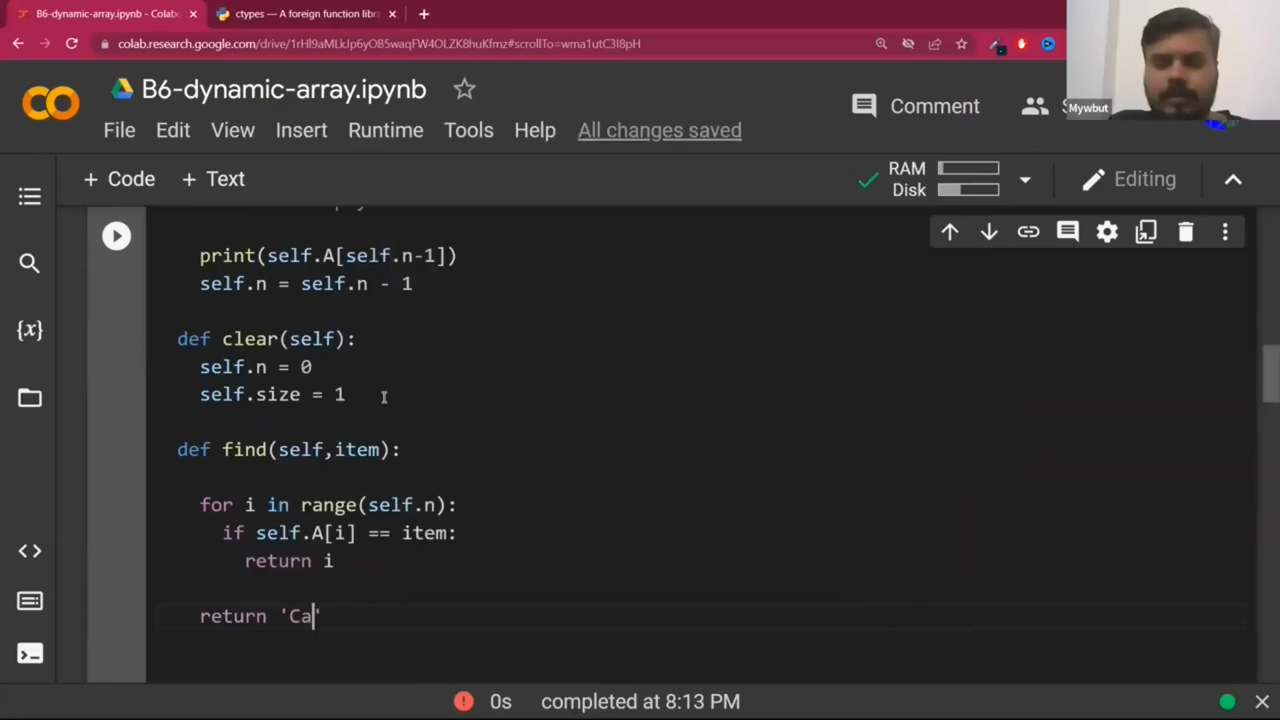 B6-dynamic-array.ipynb - Colabo
ctypes — A foreign function libra
colab.research.google.com/drive/1rHl9aMLkJp6yOB5waqFW4OLZK8huKfmz#scrollTo=wma1utC3I8pH
B6-dynamic-array.ipynb
Comment
Mywbut
File Edit View Insert Runtime Tools Help All changes saved
+ Code + Text
RAM
Disk
Editing
print(self.A[self.n-1])
self.n = self.n - 1
def clear(self):
self.n = 0
self.size = 1
def find(self,item):
for i in range(self.n):
if self.A[i] == item:
return i
return 'Ca'
0s completed at 8:13 PM